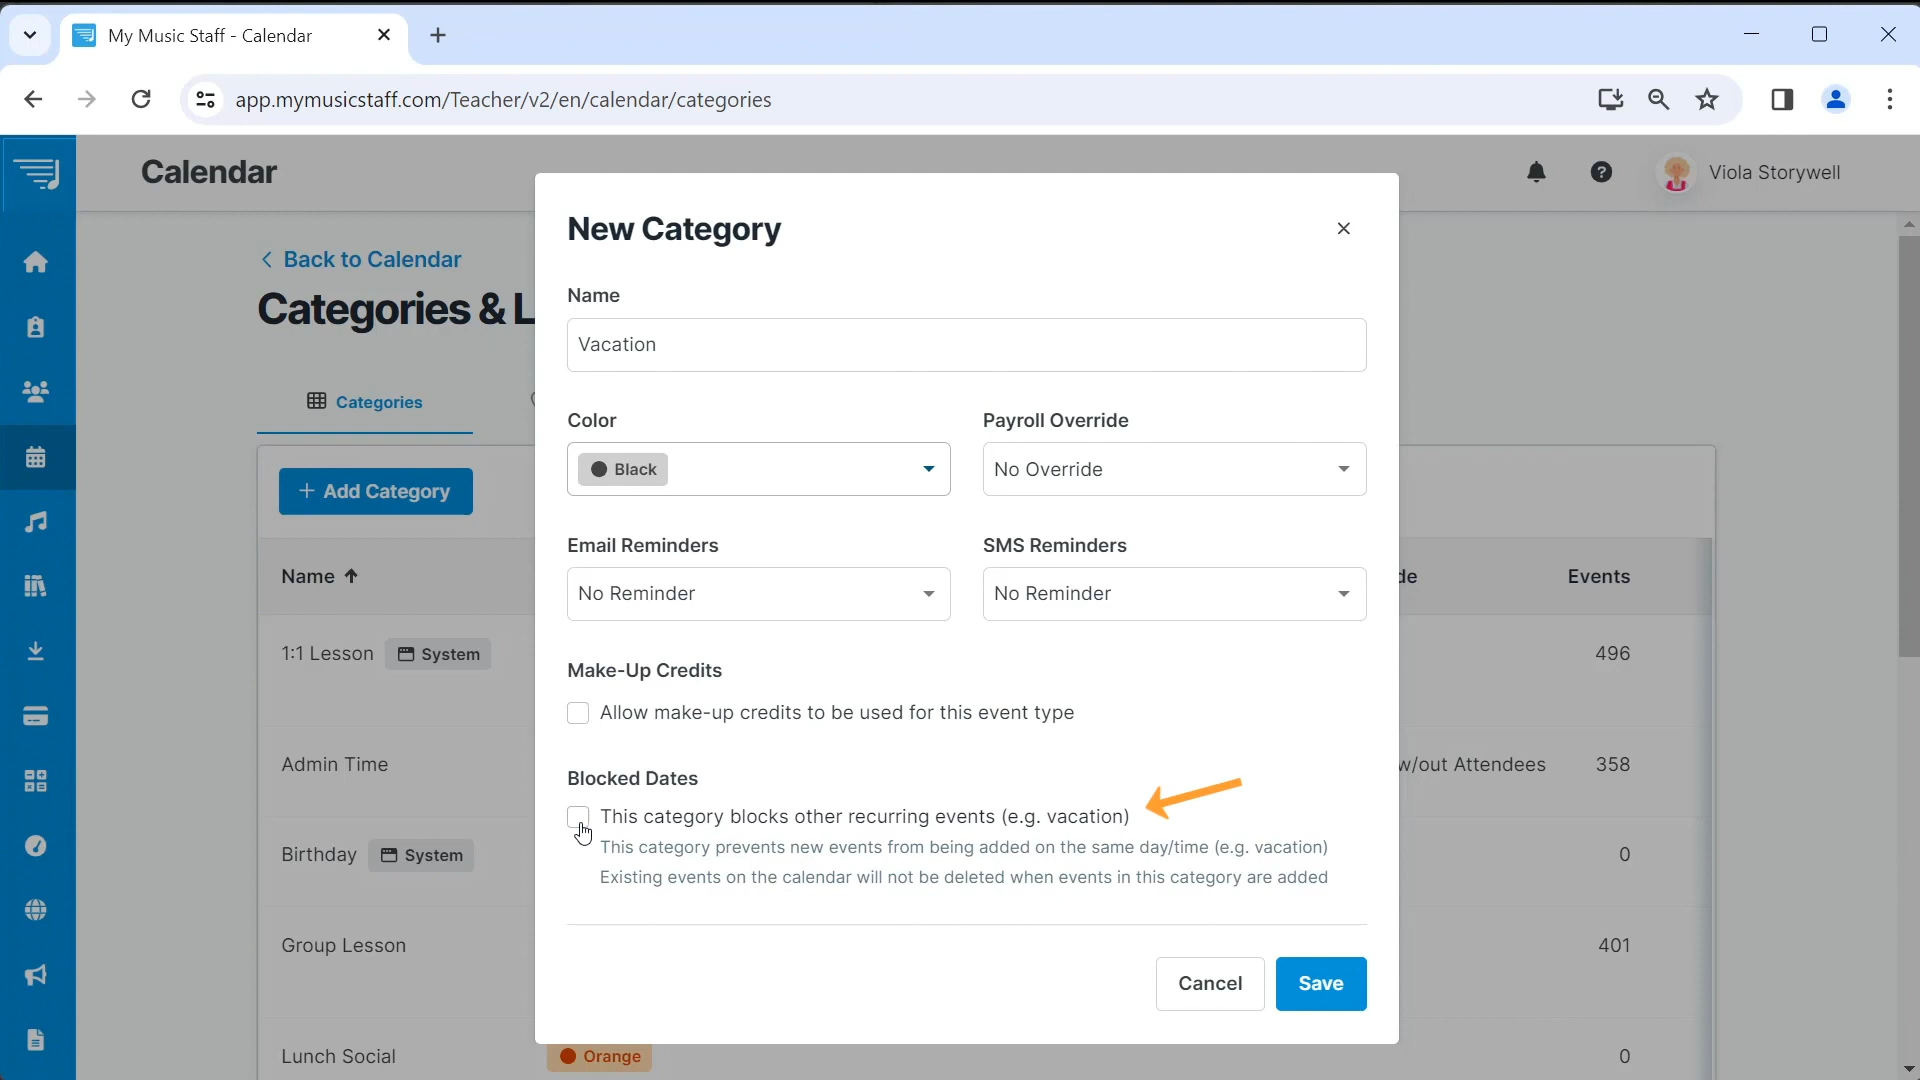 My Music Staff - Calendar
app.mymusicstaff.com/Teacher/v2/en/calendar/categories
Calendar
Viola Storywell
Back to Calendar
Categories & L
Categories
Add Category
Name
de
Events
1:1 Lesson System
496
Admin Time
w/out Attendees
358
Birthday System
0
Group Lesson
401
Lunch Social
Orange
0
New Category
Name
Vacation
Color
Payroll Override
Black
No Override
Email Reminders
SMS Reminders
No Reminder
No Reminder
Make-Up Credits
Allow make-up credits to be used for this event type
Blocked Dates
This category blocks other recurring events (e.g. vacation)
This category prevents new events from being added on the same day/time (e.g. vacation)
Existing events on the calendar will not be deleted when events in this category are added
Cancel
Save